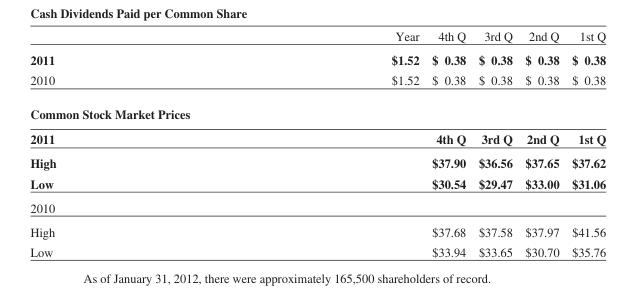 Cash Dividends Paid per Common Share
Year 4th Q 3rd Q 2nd Q 1st Q
2011 $1.52 $ 0.38 $ 0.38 $ 0.38 $ 0.38
2010 $1.52 $ 0.38 $ 0.38 $ 0.38 $ 0.38
Common Stock Market Prices
2011 4th Q 3rd Q 2nd Q 1st Q
High $37.90 $36.56 $37.65 $37.62
Low $30.54 $29.47 $33.00 $31.06
2010
High $37.68 $37.58 $37.97 $41.56
Low $33.94 $33.65 $30.70 $35.76
As of January 31, 2012, there were approximately 165,500 shareholders of record.